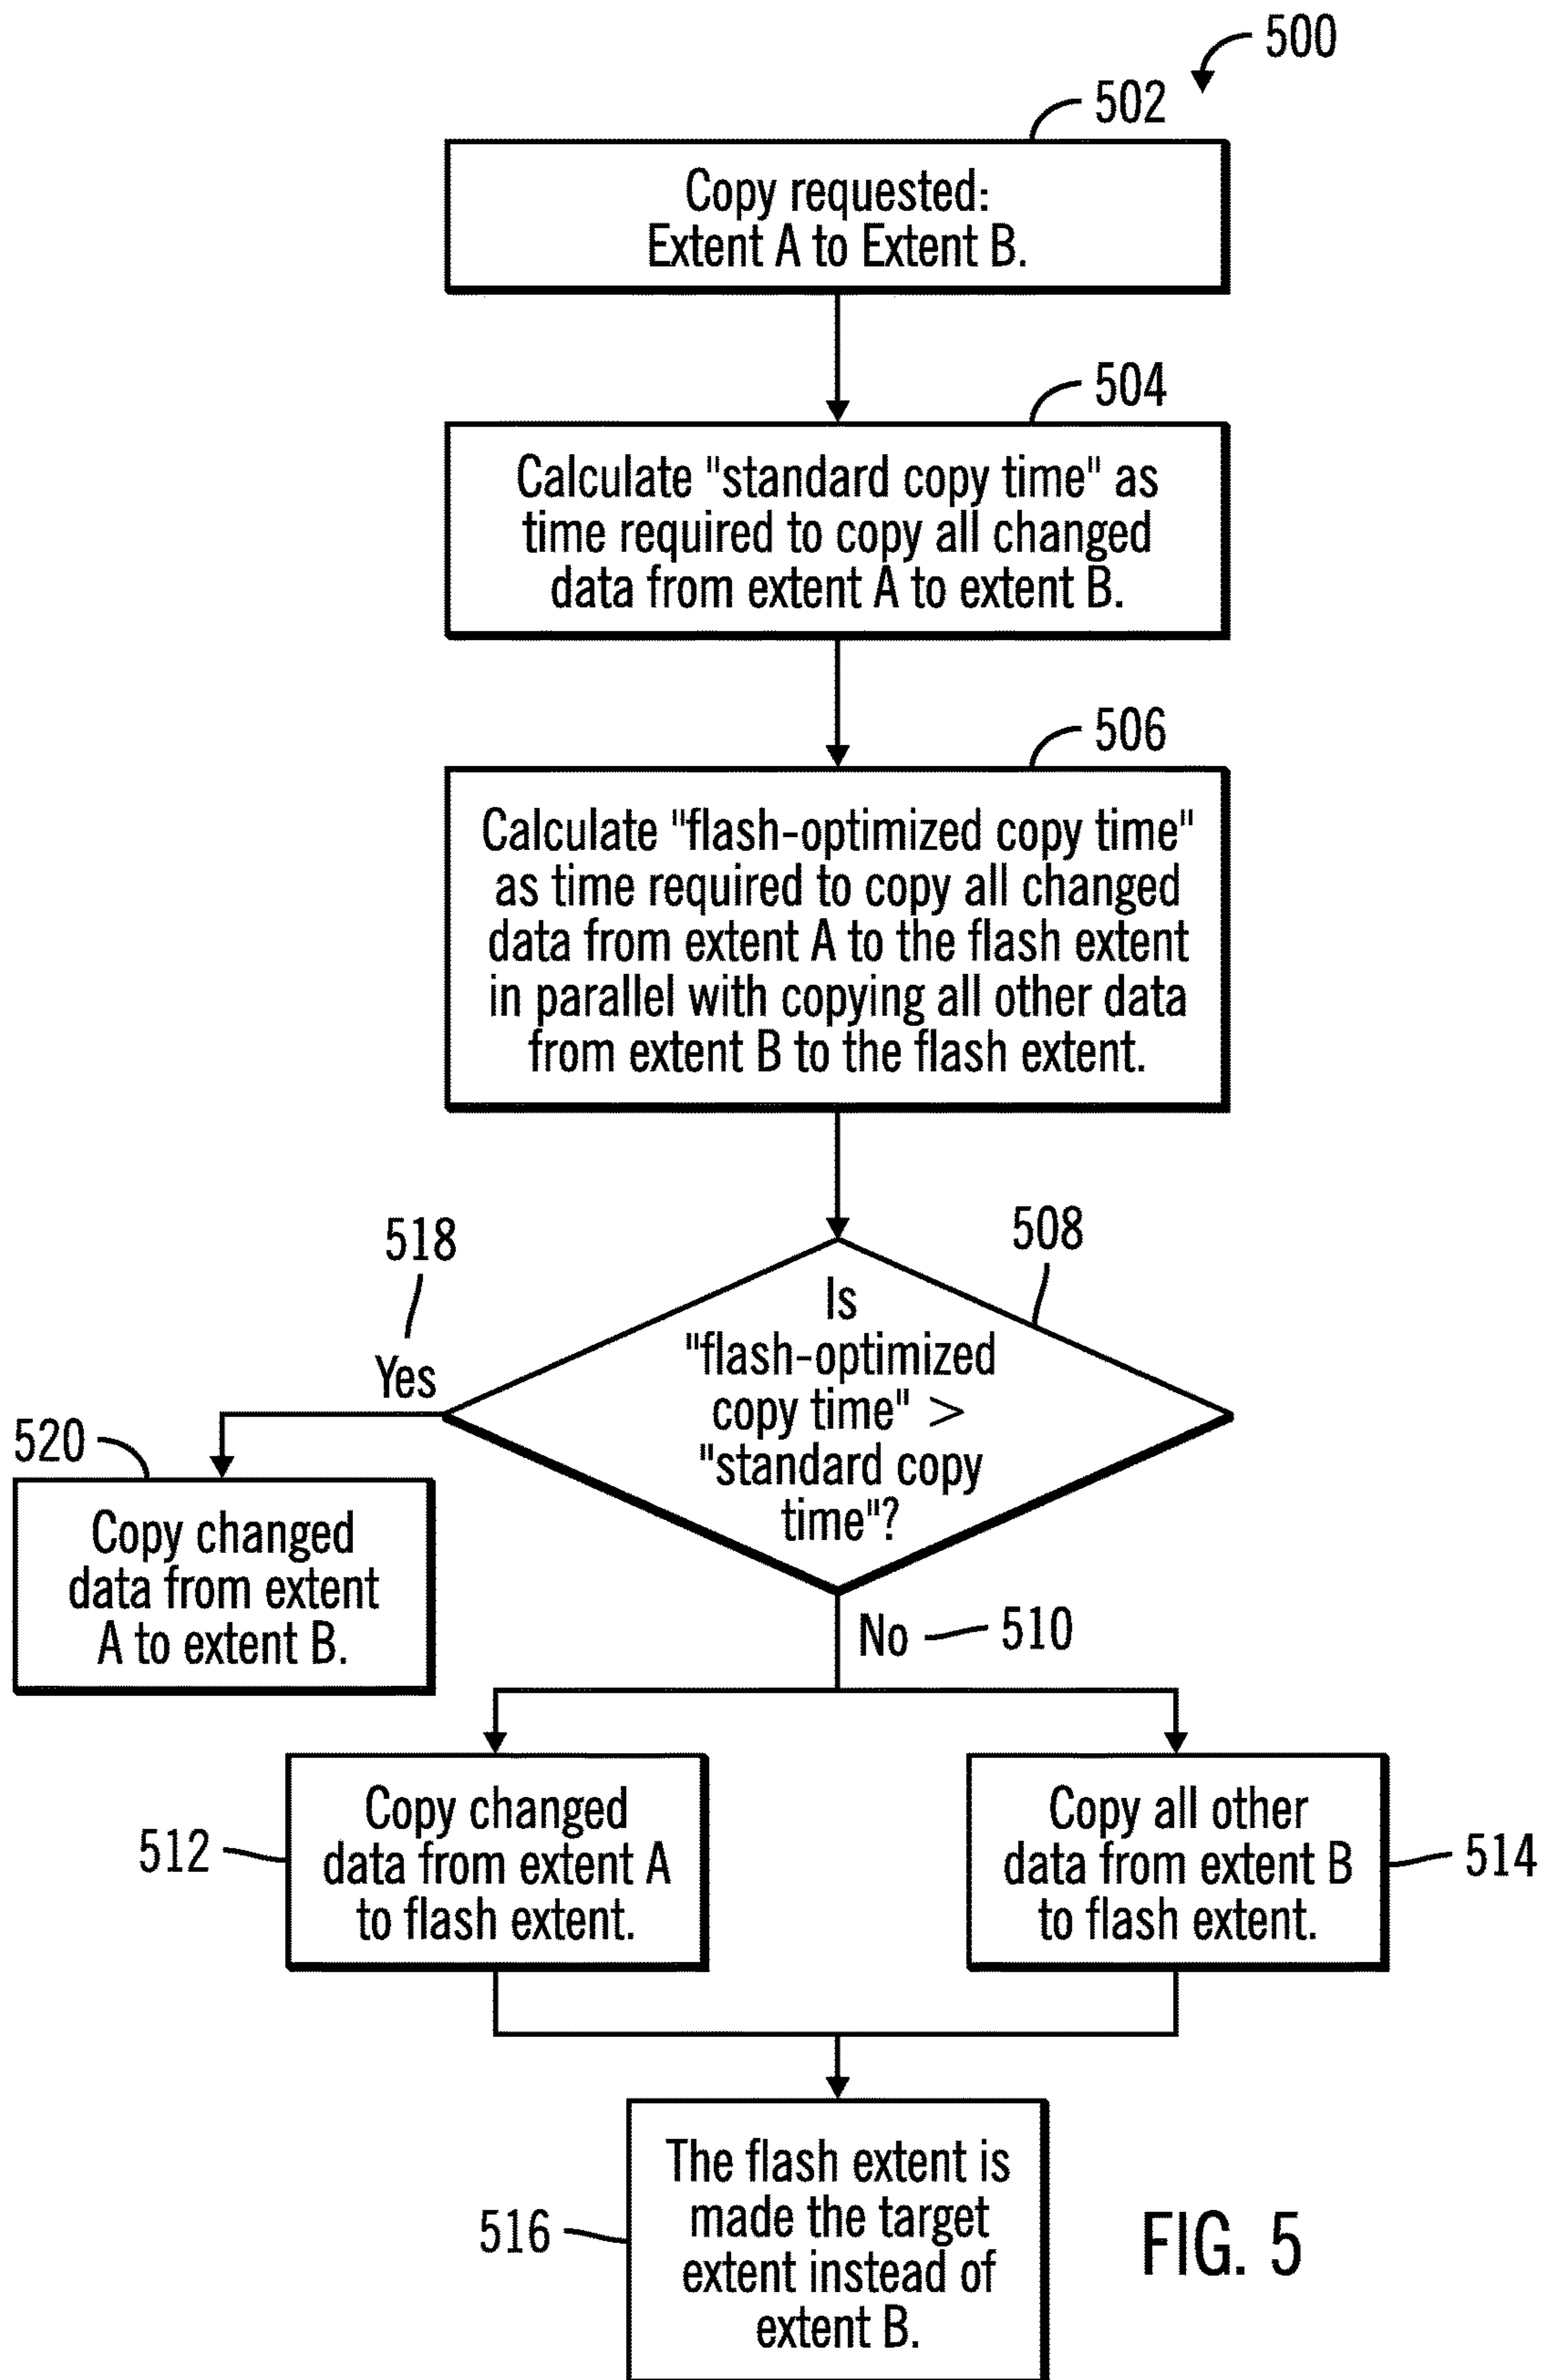 500
502
Copy requested:
Extent A to Extent B.
504
Calculate "standard copy time" as
time required to copy all changed
data from extent A to extent B.
506
Calculate "flash-optimized copy time"
as time required to copy all changed
data from extent A to the flash extent
in parallel with copying all other data
from extent B to the flash extent.
518
508
Is
"flash-optimized
copy time" >
"standard copy
time"?
Yes
520
Copy changed
data from extent
A to extent B.
No
510
512
Copy changed
data from extent A
to flash extent.
Copy all other
data from extent B
to flash extent.
514
516
The flash extent is
made the target
extent instead of
extent B.
FIG. 5